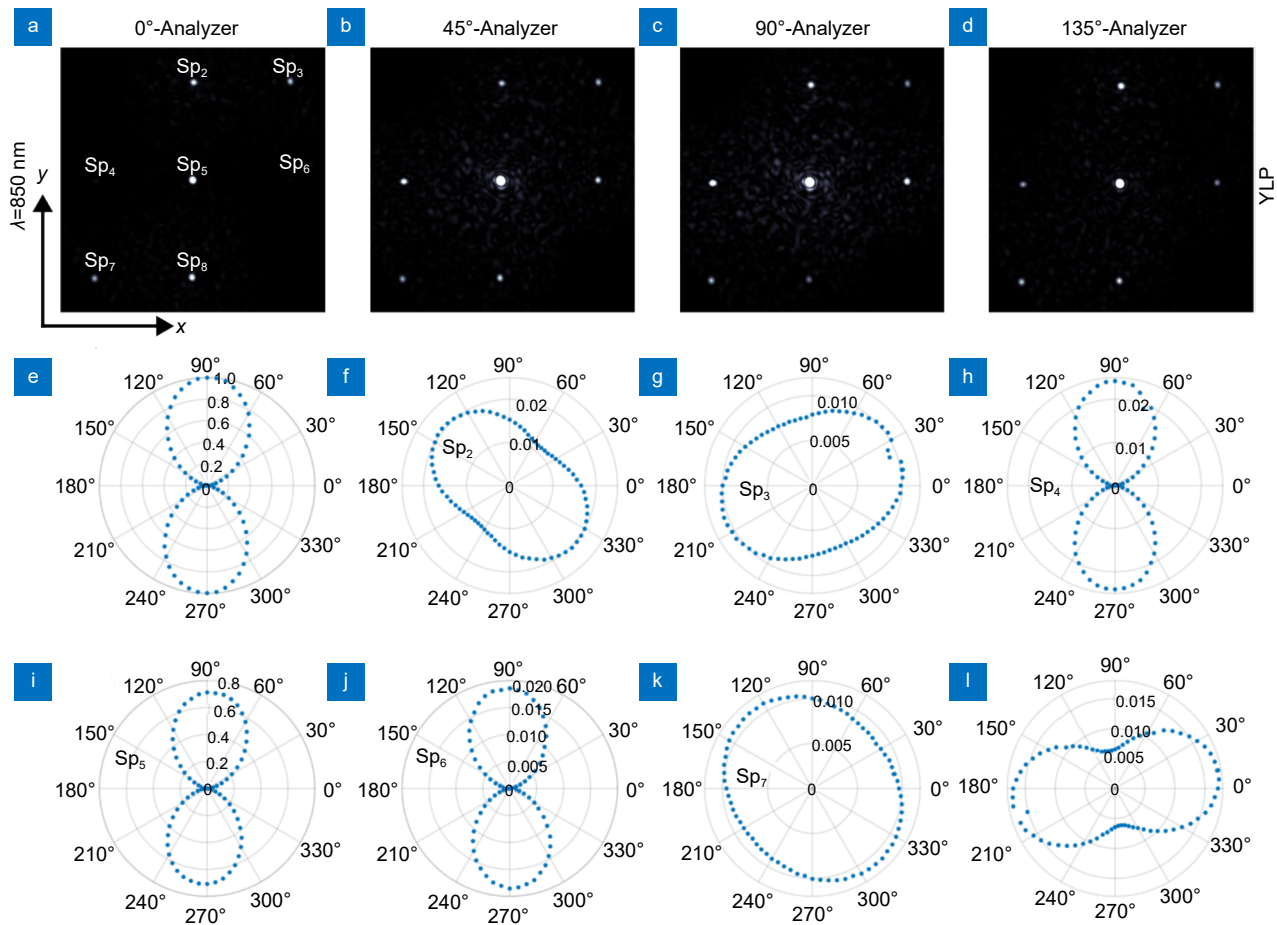 a 0°-Analyzer b 45°-Analyzer c 90°-Analyzer d 135°-Analyzer
Sp2 Sp3
Sp4 Sp5 Sp6
Sp7 Sp8
λ=850 nm
y
x
YLP
e 90° 120° 60° 150° 30° 180° 0° 210° 330° 240° 300° 270° 1.0 0.8 0.6 0.4 0.2 0
f 90° 120° 60° 150° 30° 180° 0° 210° 330° 240° 300° 270° 0.02 0.01 0 Sp2
g 90° 120° 60° 150° 30° 180° 0° 210° 330° 240° 300° 270° 0.010 0.005 0 Sp3
h 90° 120° 60° 150° 30° 180° 0° 210° 330° 240° 300° 270° 0.02 0.01 0 Sp4
i 90° 120° 60° 150° 30° 180° 0° 210° 330° 240° 300° 270° 0.8 0.6 0.4 0.2 0 Sp5
j 90° 120° 60° 150° 30° 180° 0° 210° 330° 240° 300° 270° 0.020 0.015 0.010 0.005 0 Sp6
k 90° 120° 60° 150° 30° 180° 0° 210° 330° 240° 300° 270° 0.010 0.005 0 Sp7
l 90° 120° 60° 150° 30° 180° 0° 210° 330° 240° 300° 270° 0.015 0.010 0.005 0